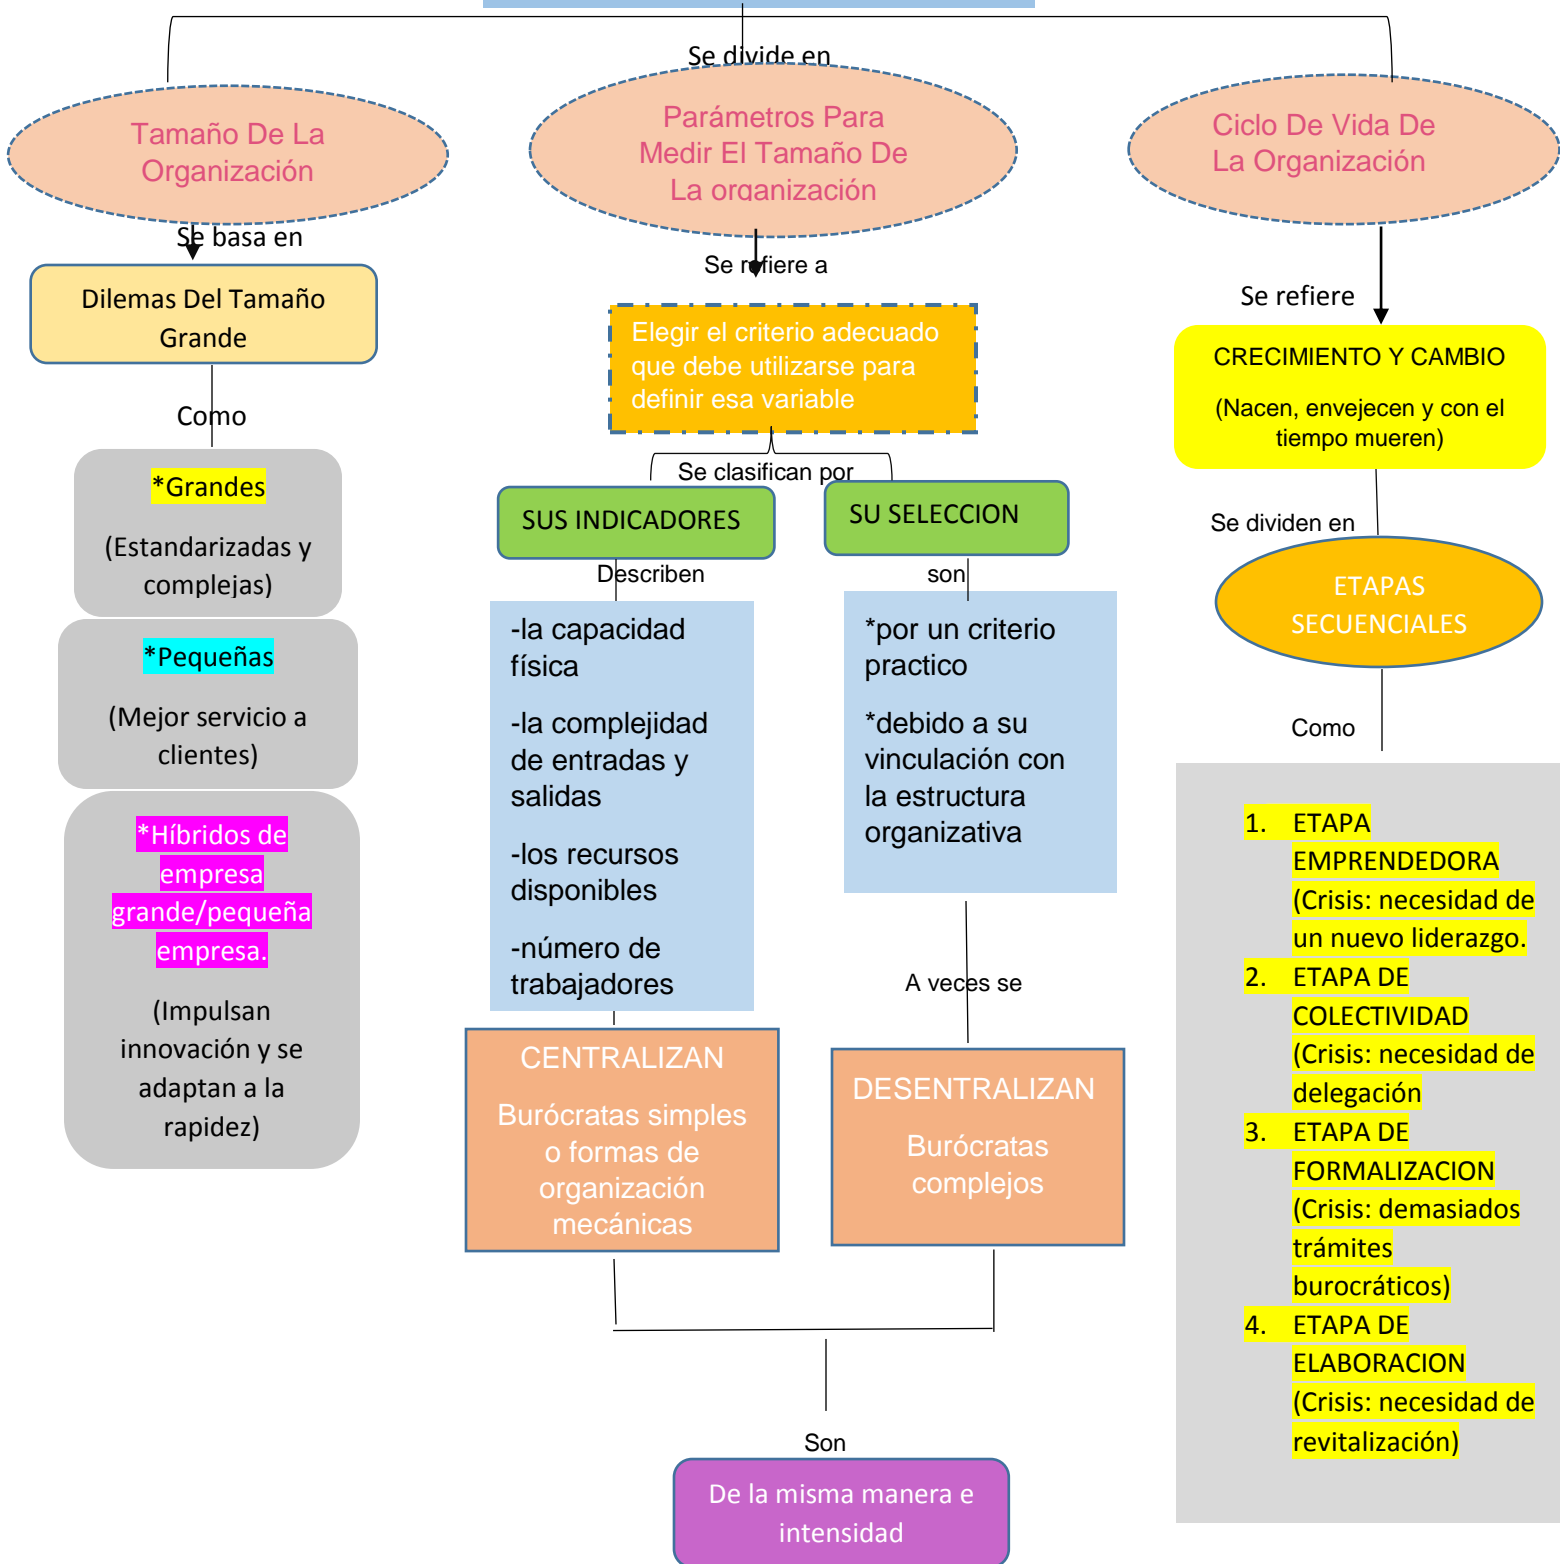 Se divide en
Tamaño De La
Organización
Se basa en
Dilemas Del Tamaño
Grande
Como
*Grandes
(Estandarizadas y
complejas)
*Pequeñas
(Mejor servicio a
clientes)
*Híbridos de
empresa
grande/pequeña
empresa.
(Impulsan
innovación y se
adaptan a la
rapidez)
Parámetros Para
Medir El Tamaño De
La organización
Se refiere a
Elegir el criterio adecuado
que debe utilizarse para
definir esa variable
Se clasifican por
SUS INDICADORES
Describen
-la capacidad
física
-la complejidad
de entradas y
salidas
-los recursos
disponibles
-número de
trabajadores
CENTRALIZAN
Burócratas simples
o formas de
organización
mecánicas
SU SELECCION
son
*por un criterio
practico
*debido a su
vinculación con
la estructura
organizativa
A veces se
DESENTRALIZAN
Burócratas
complejos
Son
De la misma manera e
intensidad
Ciclo De Vida De
La Organización
Se refiere
CRECIMIENTO Y CAMBIO
(Nacen, envejecen y con el
tiempo mueren)
Se dividen en
ETAPAS
SECUENCIALES
Como
1. ETAPA
EMPRENDEDORA
(Crisis: necesidad de
un nuevo liderazgo.
2. ETAPA DE
COLECTIVIDAD
(Crisis: necesidad de
delegación
3. ETAPA DE
FORMALIZACION
(Crisis: demasiados
trámites
burocráticos)
4. ETAPA DE
ELABORACION
(Crisis: necesidad de
revitalización)